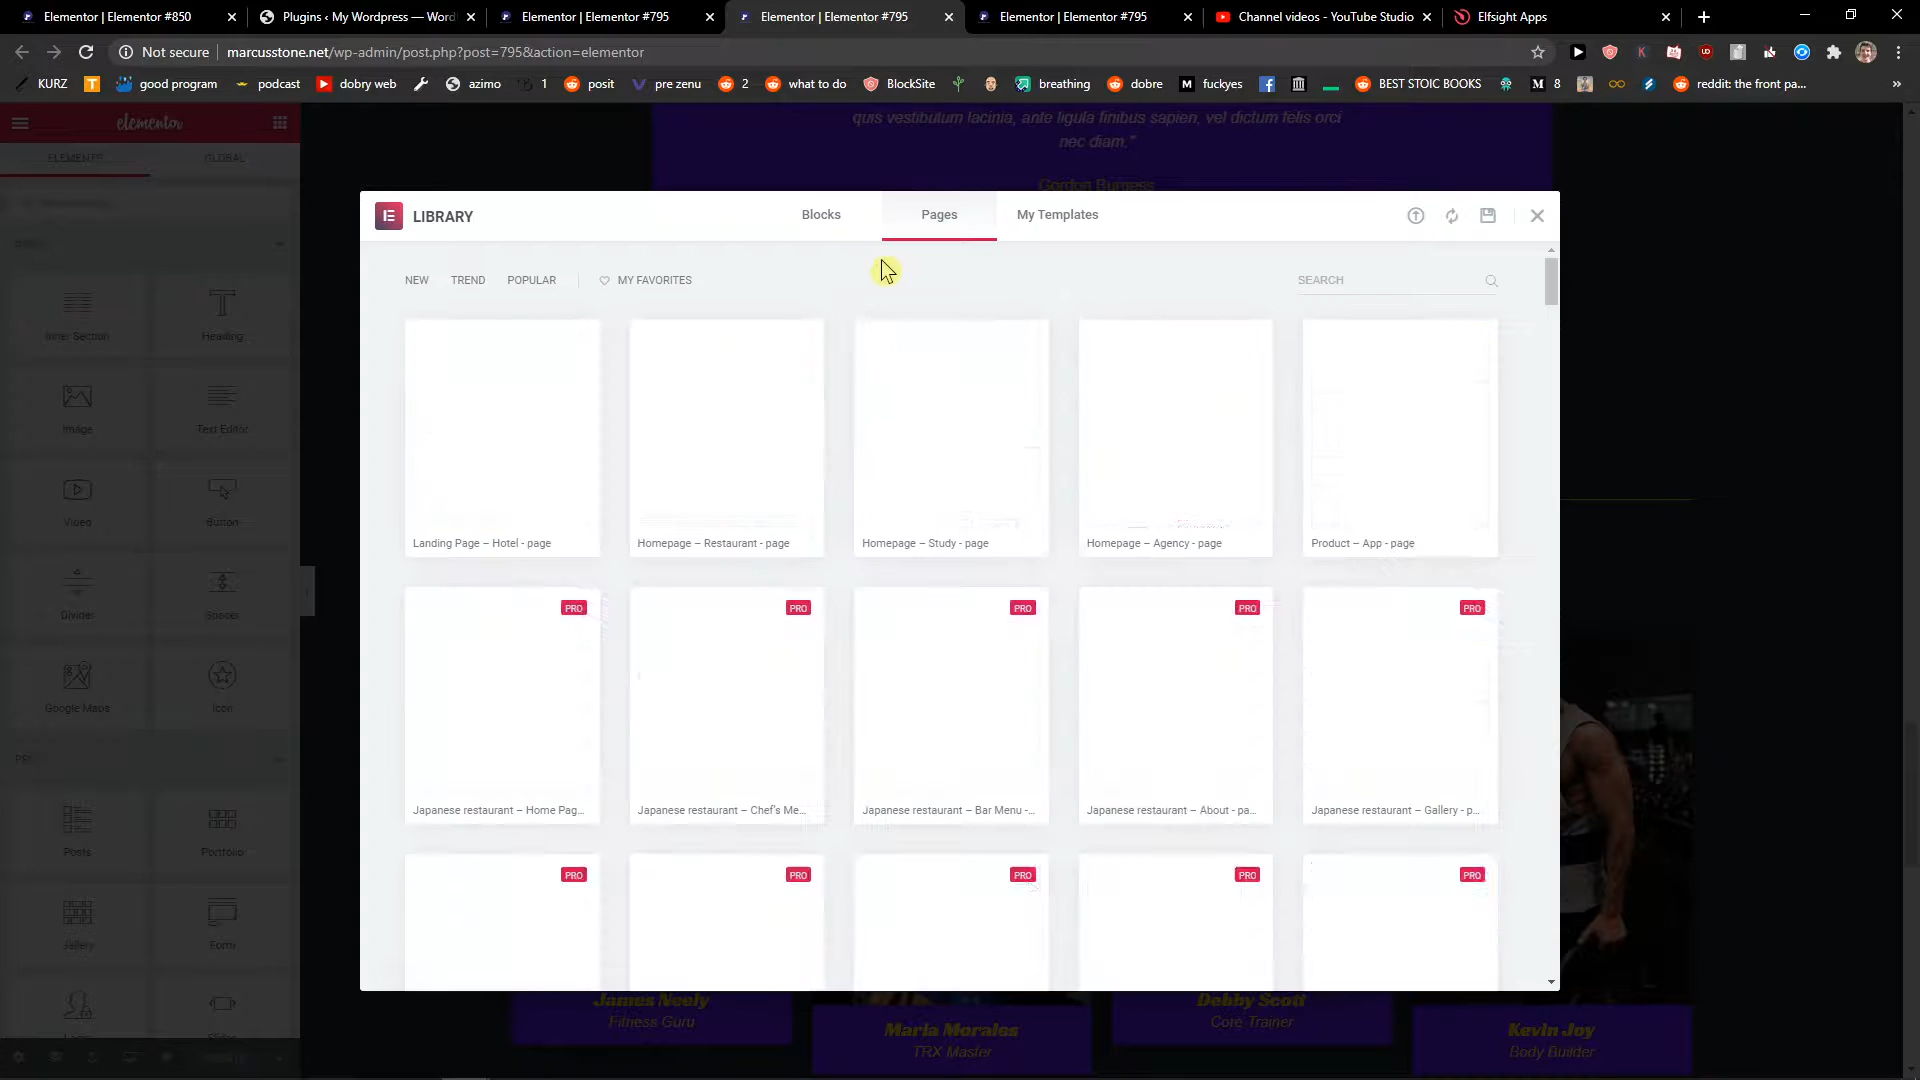 Elementor | Elementor #850
Plugins ‹ My Wordpress — Word
Elementor | Elementor #795
Elementor | Elementor #795
Elementor | Elementor #795
Channel videos - YouTube Studio
Elfsight Apps
Not secure
marcusstone.net/wp-admin/post.php?post=795&action=elementor
KURZ
good program
podcast
dobry web
azimo
1
posit
pre zenu
2
what to do
BlockSite
breathing
dobre
fuckyes
BEST STOIC BOOKS
8
reddit: the front pa...
»
elementor
ELEMENTS
GLOBAL
quis vestibulum lacinia, ante ligula finibus sapien, vel dictum felis orci
nec diam."
Gordon Burgess
LIBRARY
Blocks
Pages
My Templates
NEW
TREND
POPULAR
MY FAVORITES
SEARCH
Inner Section
Heading
Image
Text Editor
Video
Button
Divider
Spacer
Google Maps
Icon
Posts
Portfolio
Gallery
Form
Landing Page – Hotel - page
Homepage – Restaurant - page
Homepage – Study - page
Homepage – Agency - page
Product – App - page
PRO
PRO
PRO
PRO
PRO
Japanese restaurant – Home Pag...
Japanese restaurant – Chef's Me...
Japanese restaurant – Bar Menu -...
Japanese restaurant – About - pa...
Japanese restaurant – Gallery - p...
PRO
PRO
PRO
PRO
PRO
James Neely
Fitness Guru
Maria Morales
TRX Master
Debby Scott
Core Trainer
Kevin Joy
Body Builder